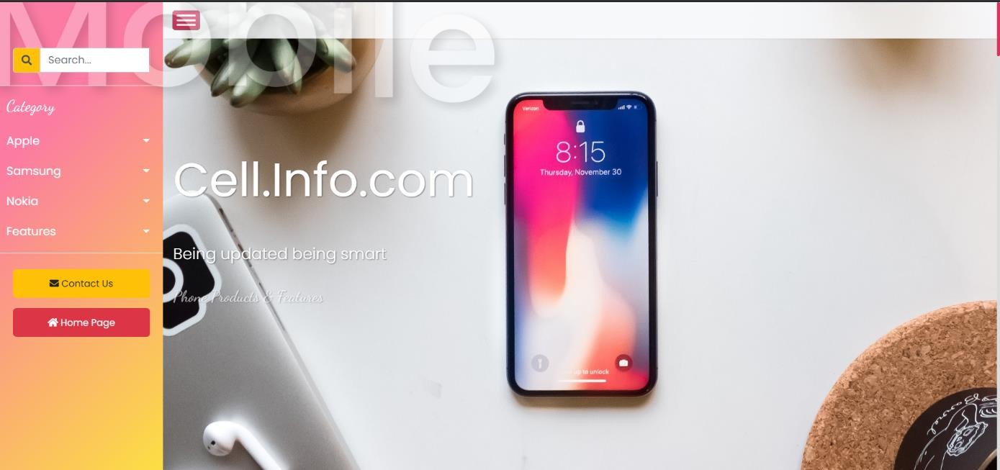 Mobile
Search...
Category
Apple
Samsung
Nokia
Features
Contact Us
Home Page
Cell.Info.com
Being updated being smart
Phone Products & Features
Verizon
8:15
Thursday, November 30
up to unlock